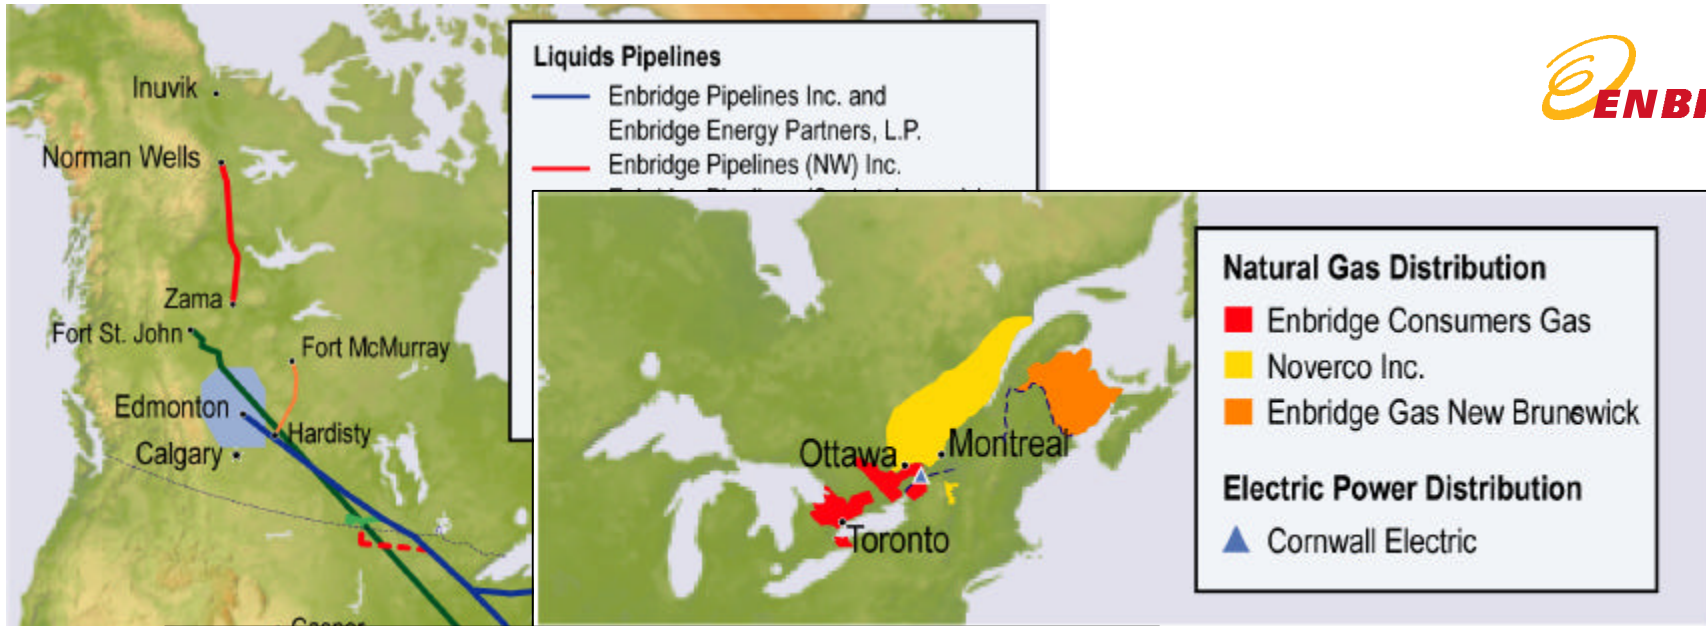 Inuvik
Norman Wells
Zama
Fort St. John
Fort McMurray
Edmonton
Hardisty
Calgary
Liquids Pipelines
Enbridge Pipelines Inc. and
Enbridge Energy Partners, L.P.
Enbridge Pipelines (NW) Inc.
ENB
Ottawa
Montreal
Toronto
Natural Gas Distribution
Enbridge Consumers Gas
Noverco Inc.
Enbridge Gas New Brunswick
Electric Power Distribution
Cornwall Electric